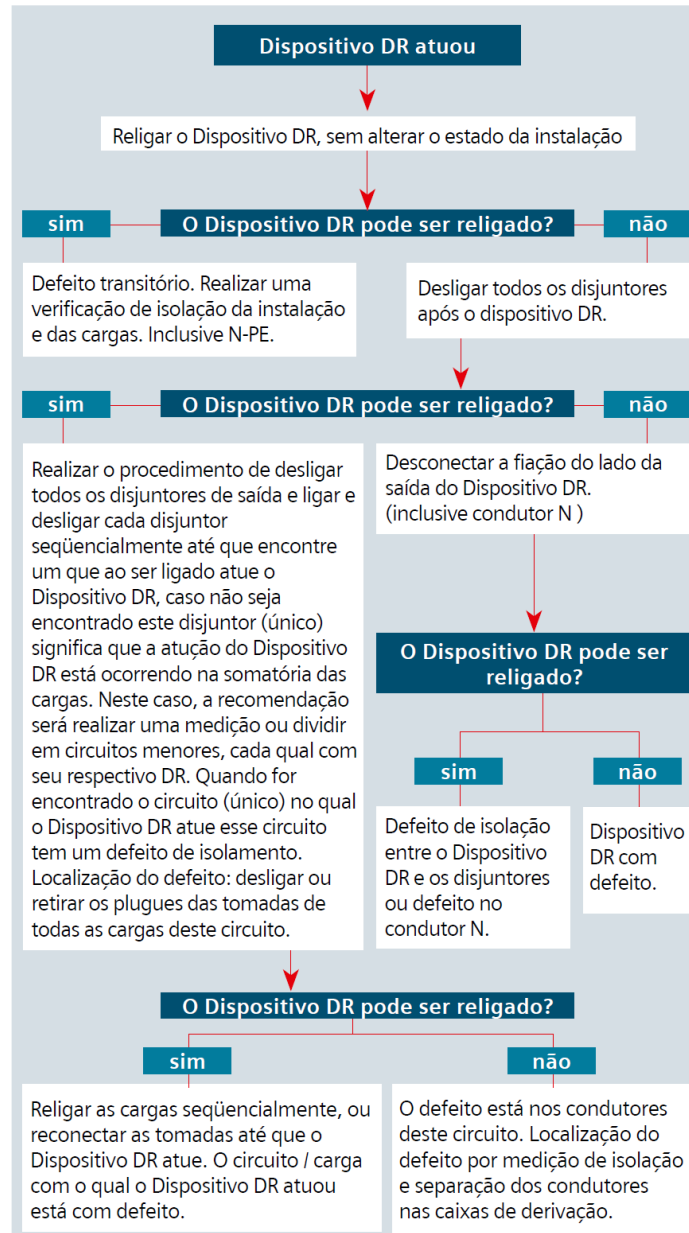 Dispositivo DR atuou
Religar o Dispositivo DR, sem alterar o estado da instalação
sim
O Dispositivo DR pode ser religado?
não
Defeito transitório. Realizar uma
verificação de isolação da instalação
e das cargas. Inclusive N-PE.
Desligar todos os disjuntores
após o dispositivo DR.
sim
O Dispositivo DR pode ser religado?
não
Realizar o procedimento de desligar
todos os disjuntores de saída e ligar e
desligar cada disjuntor
seqüencialmente até que encontre
um que ao ser ligado atue o
Dispositivo DR, caso não seja
encontrado este disjuntor (único)
significa que a atução do Dispositivo
DR está ocorrendo na somatória das
cargas. Neste caso, a recomendação
será realizar uma medição ou dividir
em circuitos menores, cada qual com
seu respectivo DR. Quando for
encontrado o circuito (único) no qual
o Dispositivo DR atue esse circuito
tem um defeito de isolamento.
Localização do defeito: desligar ou
retirar os plugues das tomadas de
todas as cargas deste circuito.
Desconectar a fiação do lado da
saída do Dispositivo DR.
(inclusive condutor N )
O Dispositivo DR pode ser
religado?
sim
não
Defeito de isolação
entre o Dispositivo
DR e os disjuntores
ou defeito no
condutor N.
Dispositivo
DR com
defeito.
O Dispositivo DR pode ser religado?
sim
não
Religar as cargas seqüencialmente, ou
reconectar as tomadas até que o
Dispositivo DR atue. O circuito / carga
com o qual o Dispositivo DR atuou
está com defeito.
O defeito está nos condutores
deste circuito. Localização do
defeito por medição de isolação
e separação dos condutores
nas caixas de derivação.